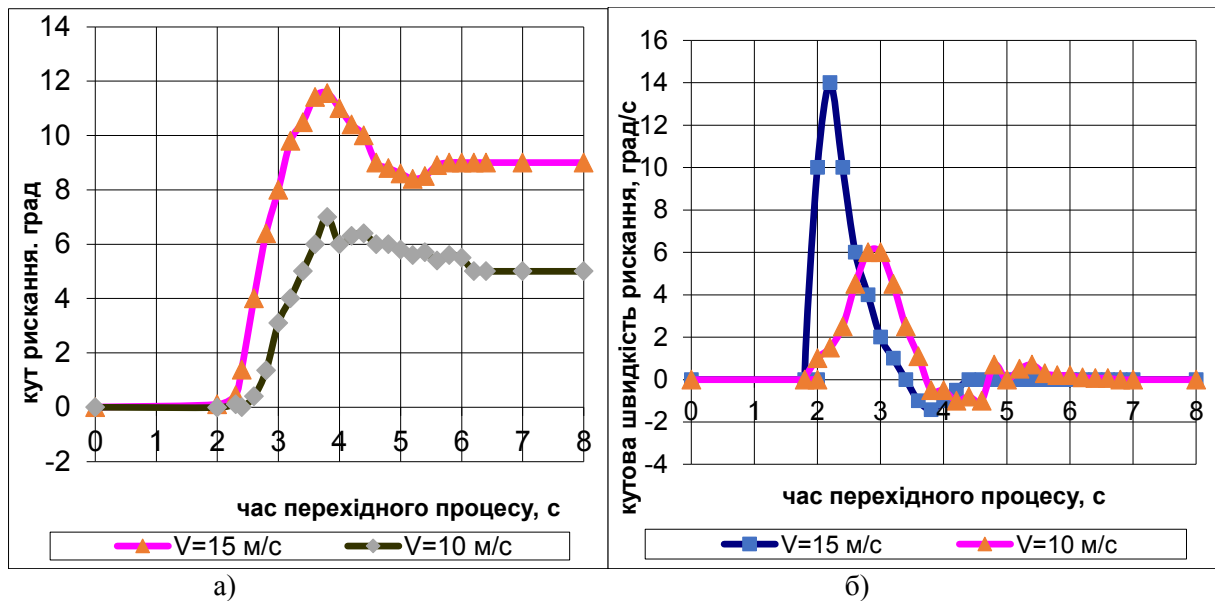 14
12
10
8
6
4
2
0
-2
0 1 2 3 4 5 6 7 8
кут рискання. град
час перехідного процесу, с
V=15 м/с V=10 м/с
а)
16
14
12
10
8
6
4
2
0
-2
-4
0 1 2 3 4 5 6 7 8
кутова швидкість рискання, град/с
час перехідного процесу, с
V=15 м/с V=10 м/с
б)